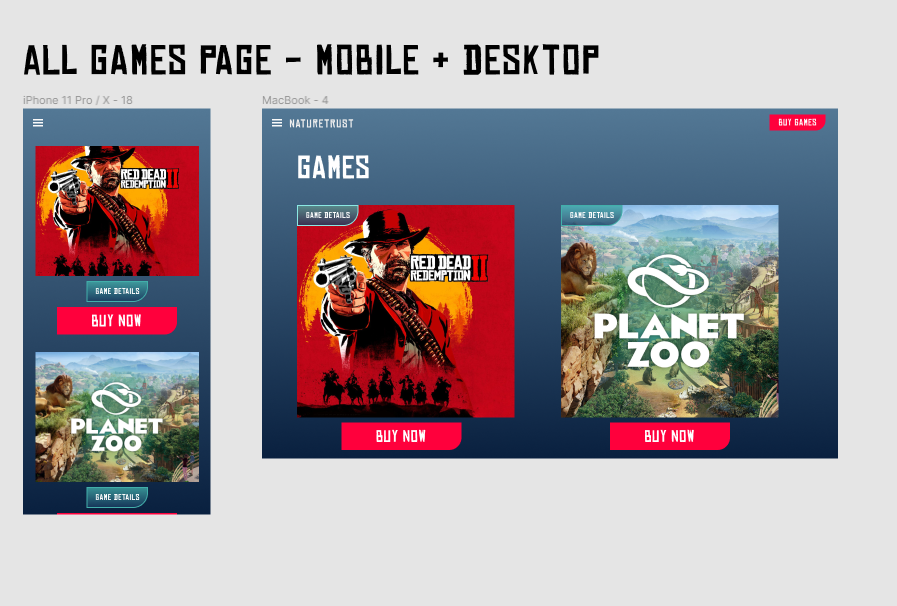 ALL GAMES PAGE - MOBILE + DESKTOP
iPhone 11 Pro / X - 18
RED DEAD
REDEMPTION II
GAME DETAILS
BUY NOW
PLANET
ZOO
GAME DETAILS
MacBook - 4
NATURETRUST
BUY GAMES
GAMES
GAME DETAILS
RED DEAD
REDEMPTION II
BUY NOW
GAME DETAILS
PLANET
ZOO
BUY NOW